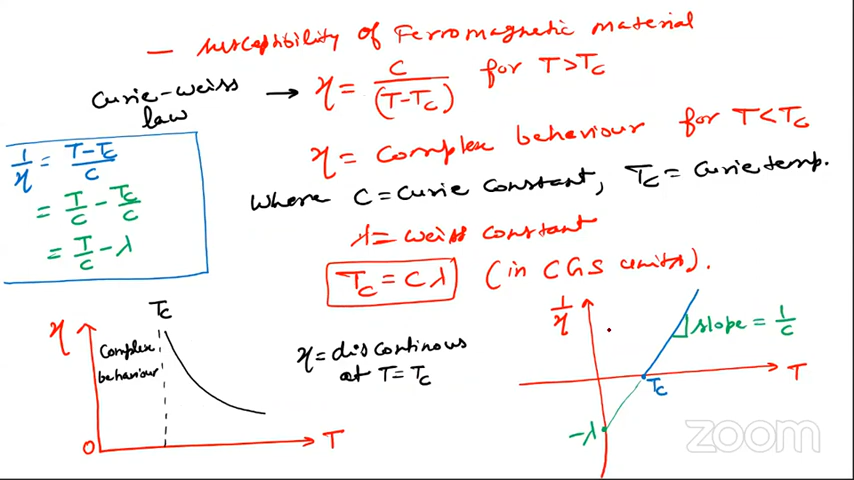 — susceptibility of Ferromagnetic material
Curie-Weiss law → η = C/(T-Tc) for T>Tc
η = Complex behaviour for T<Tc
Where C = Curie Constant, Tc = Curie temp.
λ = Weiss constant
Tc = Cλ (in CGS units).
1/η = T-Tc/C
= T/C - Tc/C
= T/C - λ
η
Tc
Complex
behaviour
O
T
η = discontinous
at T = Tc
1/η
slope = 1/C
T
Tc
-λ
zoom